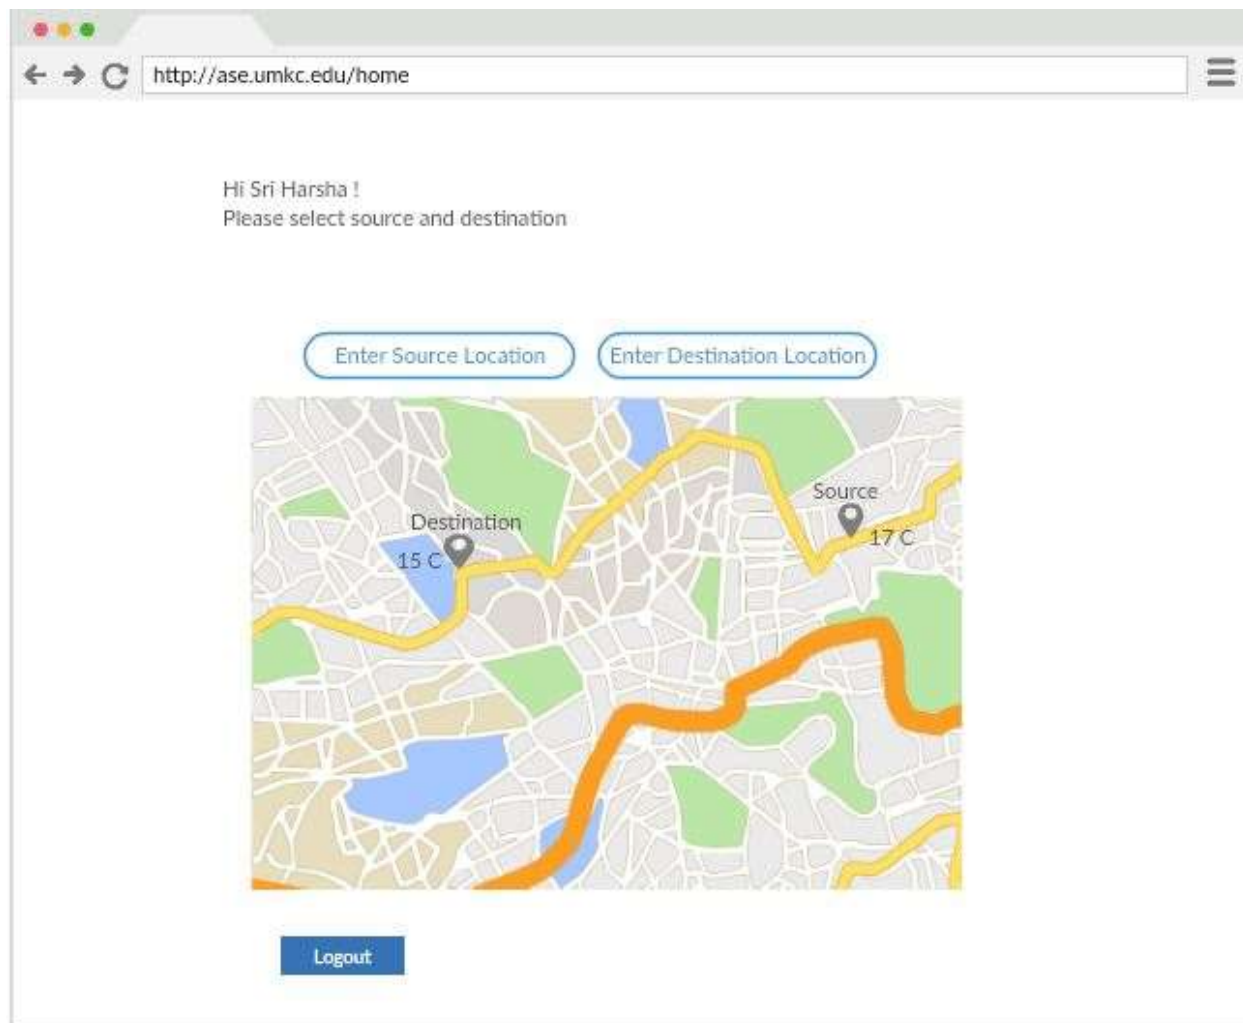 http://ase.umkc.edu/home
Hi Sri Harsha !
Please select source and destination
Enter Source Location
Enter Destination Location
Source
17 C
Destination
15 C
Logout